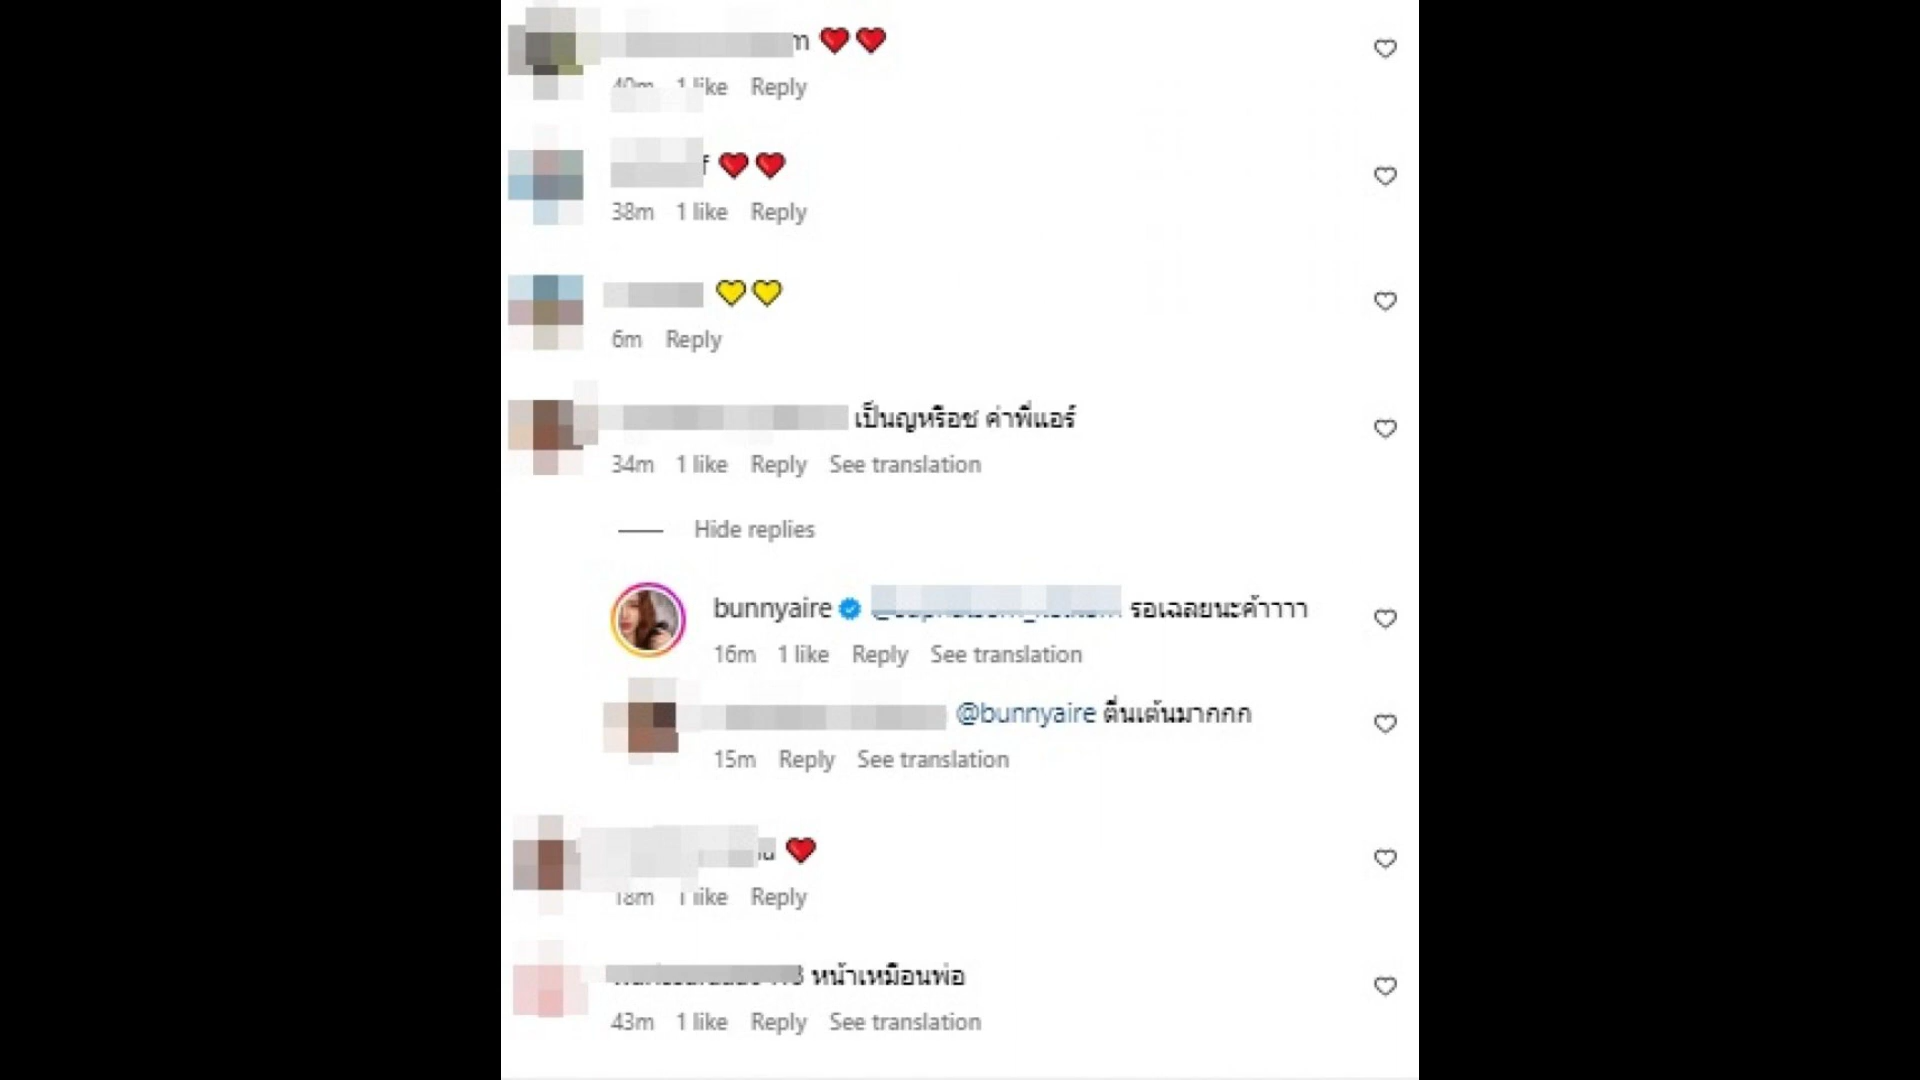 1 like Reply
38m 1 like Reply
6m Reply
เป็นญหรือช ค่าพี่แอร์
34m 1 like Reply See translation
Hide replies
bunnyaire รอเฉลยนะค้าาาา
16m 1 like Reply See translation
@bunnyaire ตื่นเต้นมากกก
15m Reply See translation
18m 1 like Reply
หน้าเหมือนพ่อ
43m 1 like Reply See translation